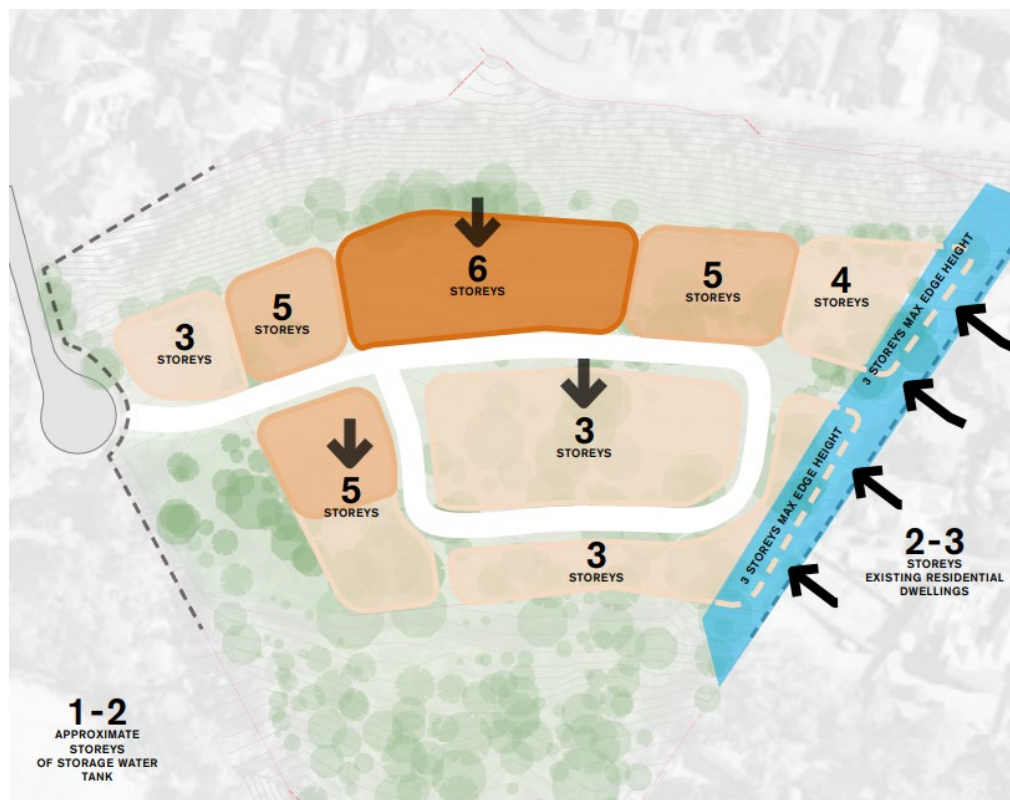 6
STOREYS
5
STOREYS
4
STOREYS
5
STOREYS
3
STOREYS
3 STOREYS MAX EDGE HEIGHT
3
STOREYS
5
STOREYS
3 STOREYS MAX EDGE HEIGHT
2-3
STOREYS
EXISTING RESIDENTIAL
DWELLINGS
3
STOREYS
1-2
APPROXIMATE
STOREYS
OF STORAGE WATER
TANK